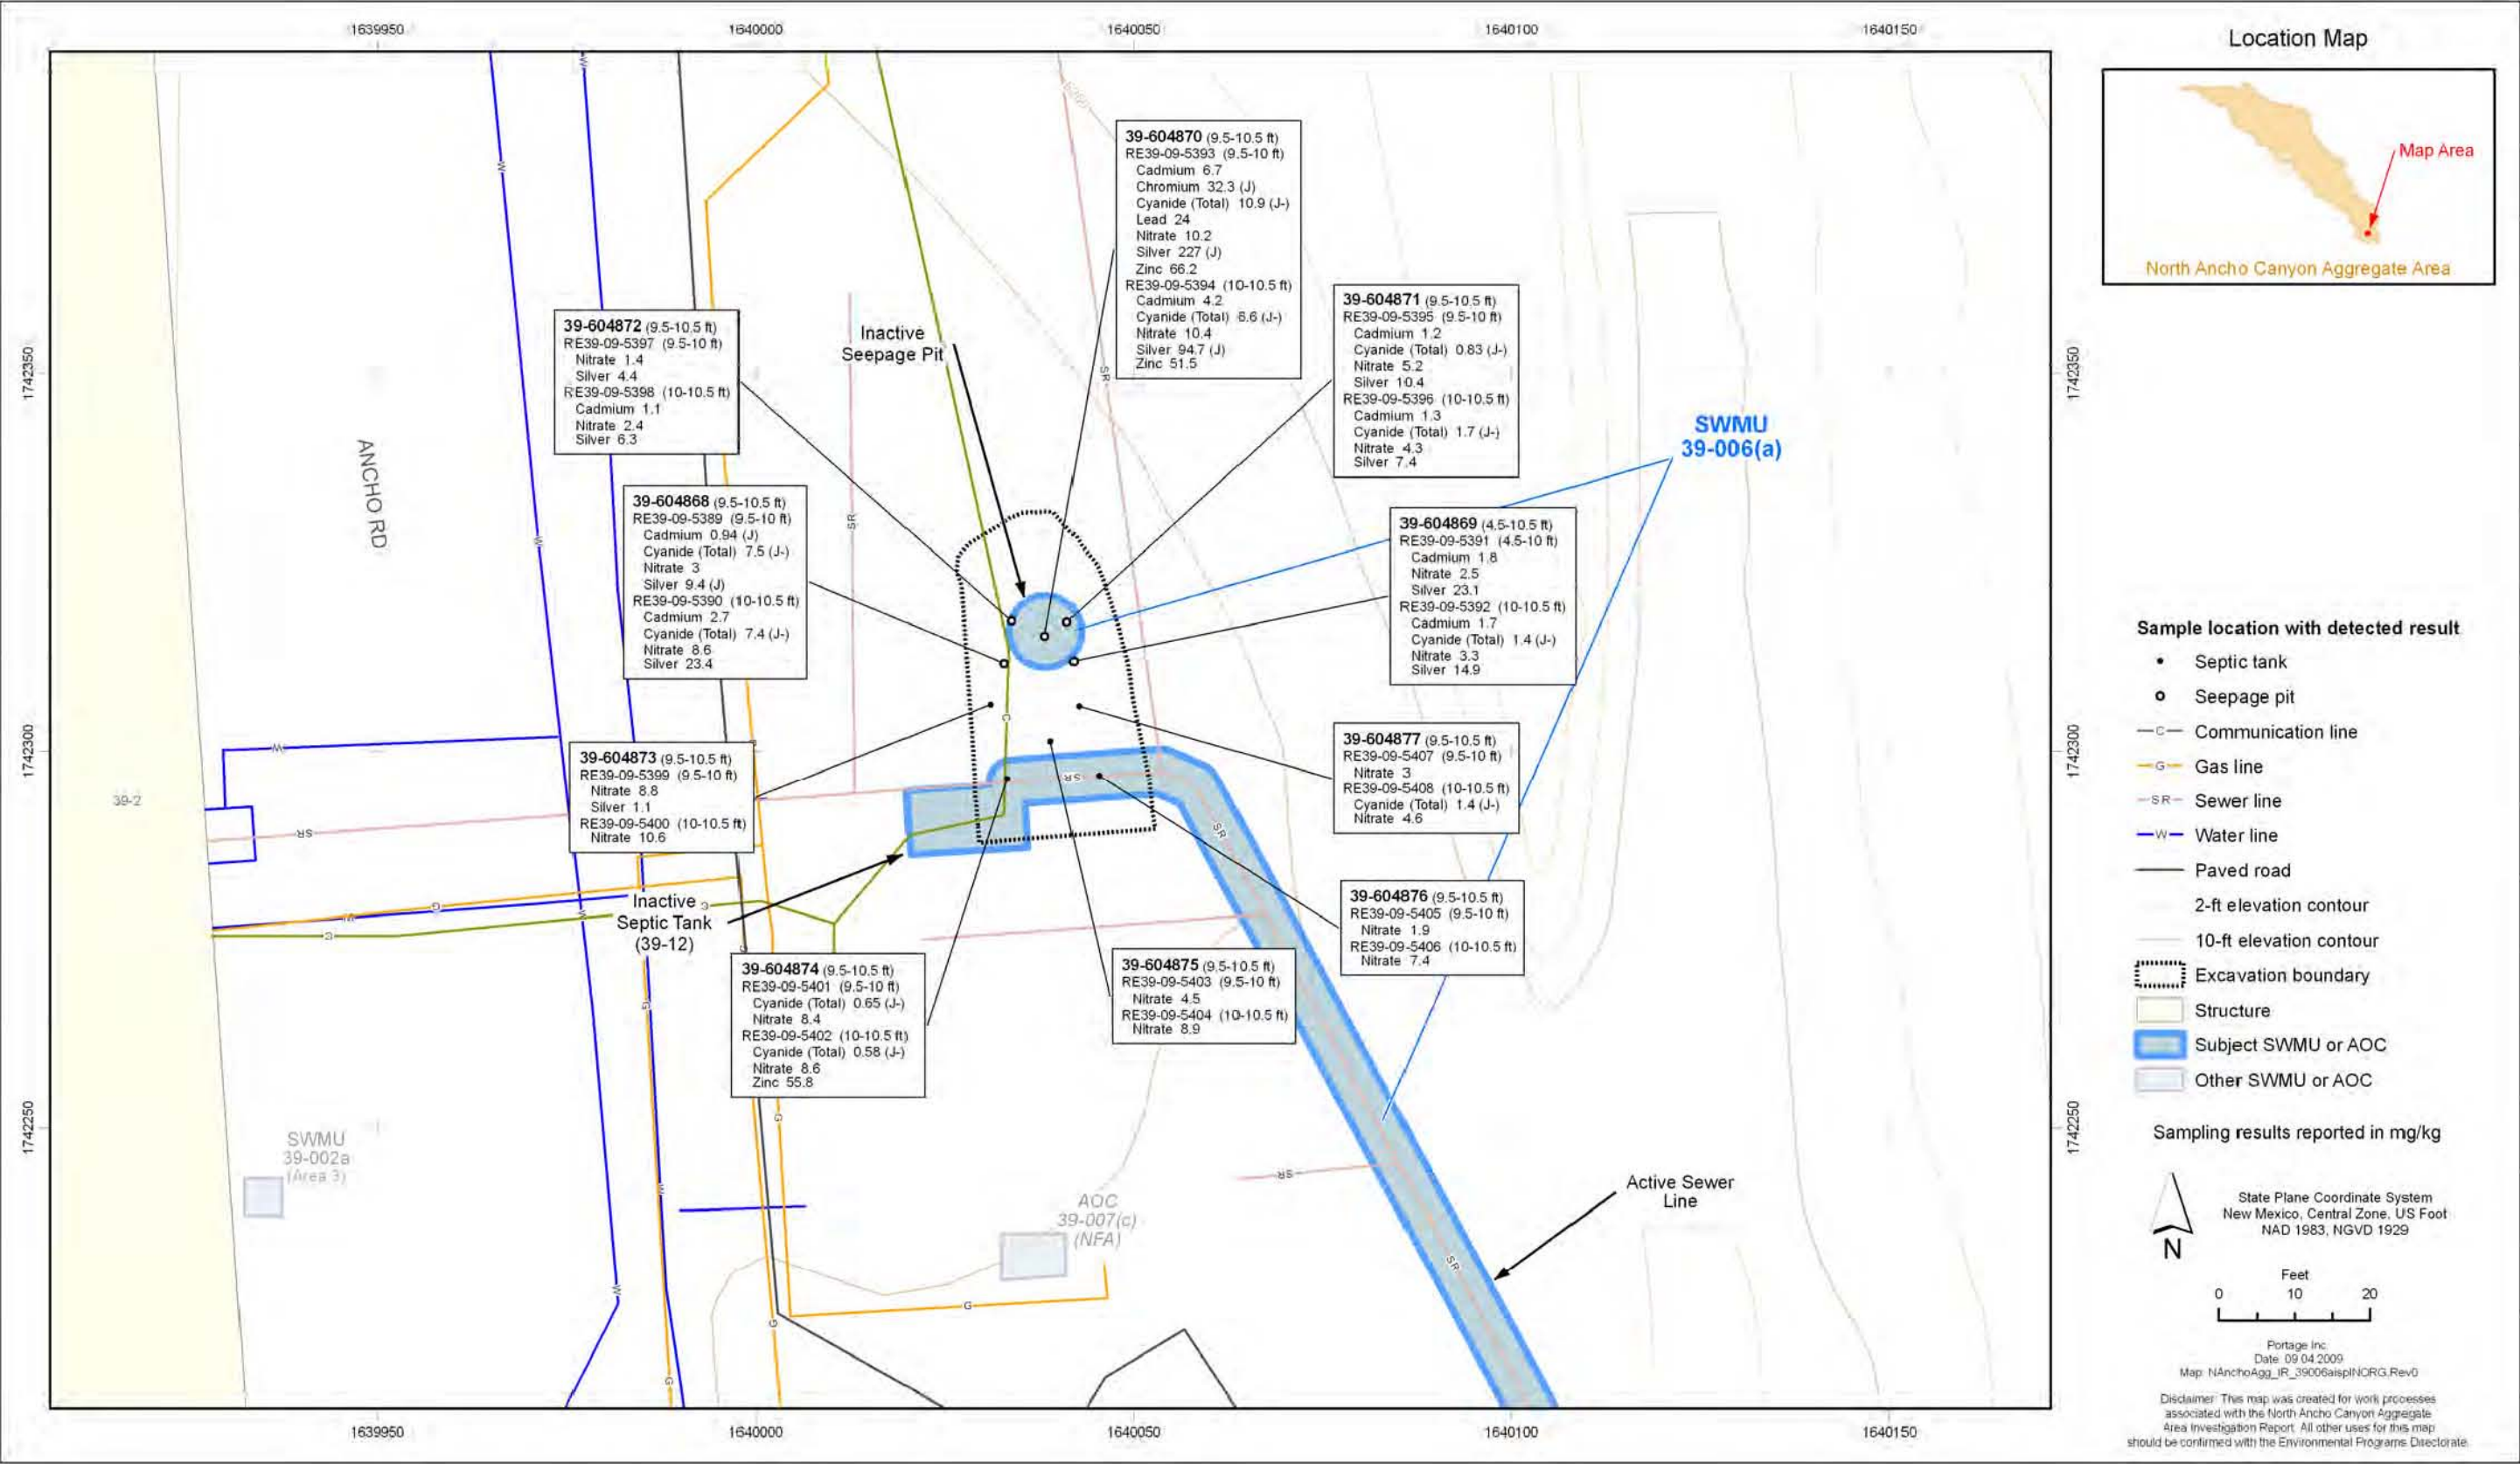 1639950
1640000
1640050
1640100
1640150
Location Map
Map Area
North Ancho Canyon Aggregate Area
39-604870 (9.5-10.5 ft)
RE39-09-5393 (9.5-10 ft)
Cadmium 6.7
Chromium 32.3 (J)
Cyanide (Total) 10.9 (J-)
Lead 24
Nitrate 10.2
Silver 227 (J)
Zinc 66.2
RE39-09-5394 (10-10.5 ft)
Cadmium 4.2
Cyanide (Total) 6.6 (J-)
Nitrate 10.4
Silver 94.7 (J)
Zinc 51.5
39-604871 (9.5-10.5 ft)
RE39-09-5395 (9.5-10 ft)
Cadmium 1.2
Cyanide (Total) 0.83 (J-)
Nitrate 5.2
Silver 10.4
RE39-09-5396 (10-10.5 ft)
Cadmium 1.3
Cyanide (Total) 1.7 (J-)
Nitrate 4.3
Silver 7.4
39-604872 (9.5-10.5 ft)
RE39-09-5397 (9.5-10 ft)
Nitrate 1.4
Silver 4.4
RE39-09-5398 (10-10.5 ft)
Cadmium 1.1
Nitrate 2.4
Silver 6.3
Inactive
Seepage Pit
1742350
1742350
SWMU
39-006(a)
ANCHO RD
39-604868 (9.5-10.5 ft)
RE39-09-5389 (9.5-10 ft)
Cadmium 0.94 (J)
Cyanide (Total) 7.5 (J-)
Nitrate 3
Silver 9.4 (J)
RE39-09-5390 (10-10.5 ft)
Cadmium 2.7
Cyanide (Total) 7.4 (J-)
Nitrate 8.6
Silver 23.4
39-604869 (4.5-10.5 ft)
RE39-09-5391 (4.5-10 ft)
Cadmium 1.8
Nitrate 2.5
Silver 23.1
RE39-09-5392 (10-10.5 ft)
Cadmium 1.7
Cyanide (Total) 1.4 (J-)
Nitrate 3.3
Silver 14.9
1742300
1742300
39-2
39-604873 (9.5-10.5 ft)
RE39-09-5399 (9.5-10 ft)
Nitrate 8.8
Silver 1.1
RE39-09-5400 (10-10.5 ft)
Nitrate 10.6
39-604877 (9.5-10.5 ft)
RE39-09-5407 (9.5-10 ft)
Nitrate 3
RE39-09-5408 (10-10.5 ft)
Cyanide (Total) 1.4 (J-)
Nitrate 4.6
39-604876 (9.5-10.5 ft)
RE39-09-5405 (9.5-10 ft)
Nitrate 1.9
RE39-09-5406 (10-10.5 ft)
Nitrate 7.4
Inactive
Septic Tank
(39-12)
39-604874 (9.5-10.5 ft)
RE39-09-5401 (9.5-10 ft)
Cyanide (Total) 0.65 (J-)
Nitrate 8.4
RE39-09-5402 (10-10.5 ft)
Cyanide (Total) 0.58 (J-)
Nitrate 8.6
Zinc 55.8
39-604875 (9.5-10.5 ft)
RE39-09-5403 (9.5-10 ft)
Nitrate 4.5
RE39-09-5404 (10-10.5 ft)
Nitrate 8.9
1742250
1742250
SWMU
39-002a
(Area 3)
AOC
39-007(c)
(NFA)
Active Sewer
Line
W
W
W
W
W
W
W
W
W
W
G
G
G
G
G
G
C
C
C
SR
SR
SR
SR
SR
SR
SR
1639950
1640000
1640050
1640100
1640150
Sample location with detected result
Septic tank
Seepage pit
C Communication line
G Gas line
SR Sewer line
W Water line
Paved road
2-ft elevation contour
10-ft elevation contour
Excavation boundary
Structure
Subject SWMU or AOC
Other SWMU or AOC
Sampling results reported in mg/kg
N
State Plane Coordinate System
New Mexico, Central Zone, US Foot
NAD 1983, NGVD 1929
Feet
0 10 20
Portage Inc.
Date: 09.04.2009
Map: NAnchoAgg_IR_39006aisplNORG.Rev0
Disclaimer: This map was created for work processes
associated with the North Ancho Canyon Aggregate
Area Investigation Report. All other uses for this map
should be confirmed with the Environmental Programs Directorate.